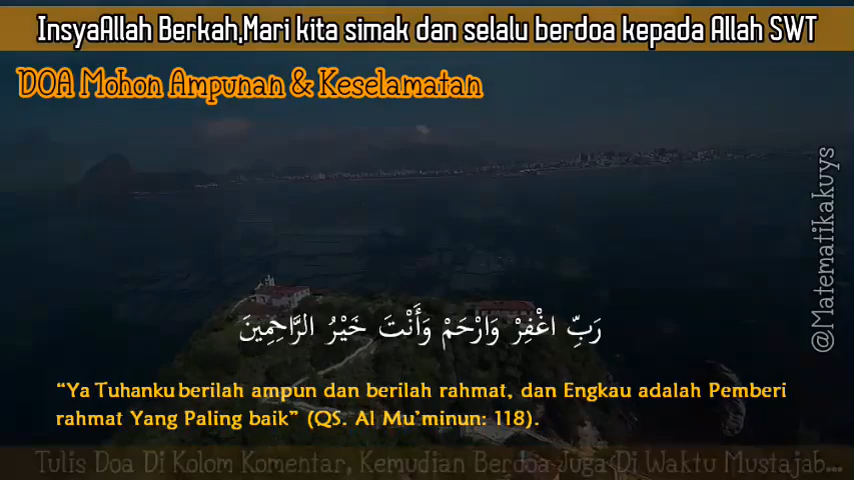 InsyaAllah Berkah,Mari kita simak dan selalu berdoa kepada Allah SWT
DOA Mohon Ampunan & Keselamatan
@Matematikakuys
رَبِّ اغْفِرْ وَارْحَمْ وَأَنْتَ خَيْرُ الرَّاحِمِينَ
“Ya Tuhanku berilah ampun dan berilah rahmat, dan Engkau adalah Pemberi
rahmat Yang Paling baik” (QS. Al Mu’minun: 118).
Tulis Doa Di Kolom Komentar, Kemudian Berdoa Juga Di Waktu Mustajab...